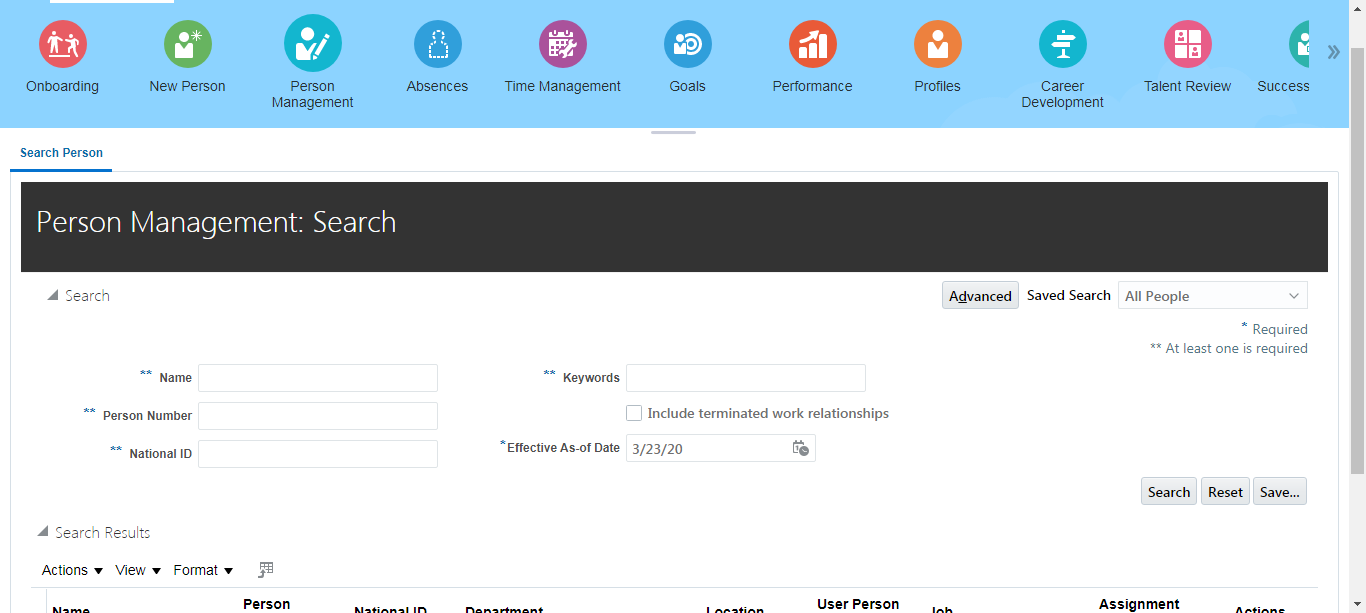 Onboarding
New Person
Person
Management
Absences
Time Management
Goals
Performance
Profiles
Career
Development
Talent Review
Success
Search Person
Person Management: Search
Search
Advanced Saved Search All People
* Required
** At least one is required
** Name
** Keywords
** Person Number
Include terminated work relationships
** National ID
*Effective As-of Date 3/23/20
Search Reset Save...
Search Results
Actions View Format
Name Person National ID Department Location User Person Job Assignment Actions